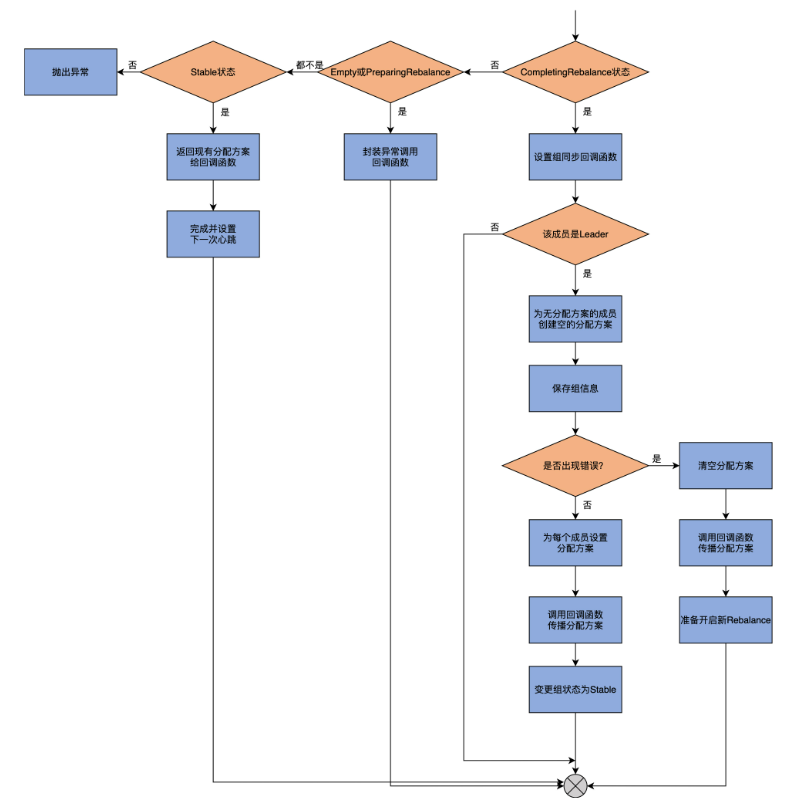 抛出异常
否
Stable状态
都不是
Empty或PreparingRebalance
否
CompletingRebalance状态
是
是
是
返回现有分配方案
给回调函数
封装异常调用
回调函数
设置组同步回调函数
完成并设置
下一次心跳
否
该成员是Leader
是
为无分配方案的成员
创建空的分配方案
保存组信息
是否出现错误?
是
清空分配方案
否
为每个成员设置
分配方案
调用回调函数
传播分配方案
调用回调函数
传播分配方案
准备开启新Rebalance
变更组状态为Stable